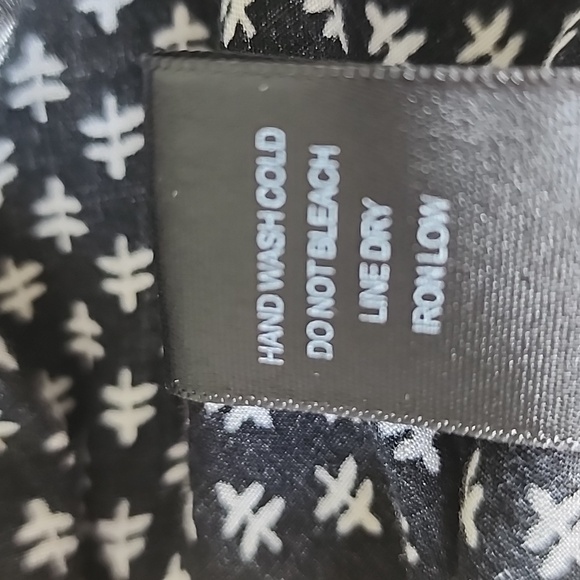 HAND WASH COLD
DO NOT BLEACH
LINE DRY
IRON LOW